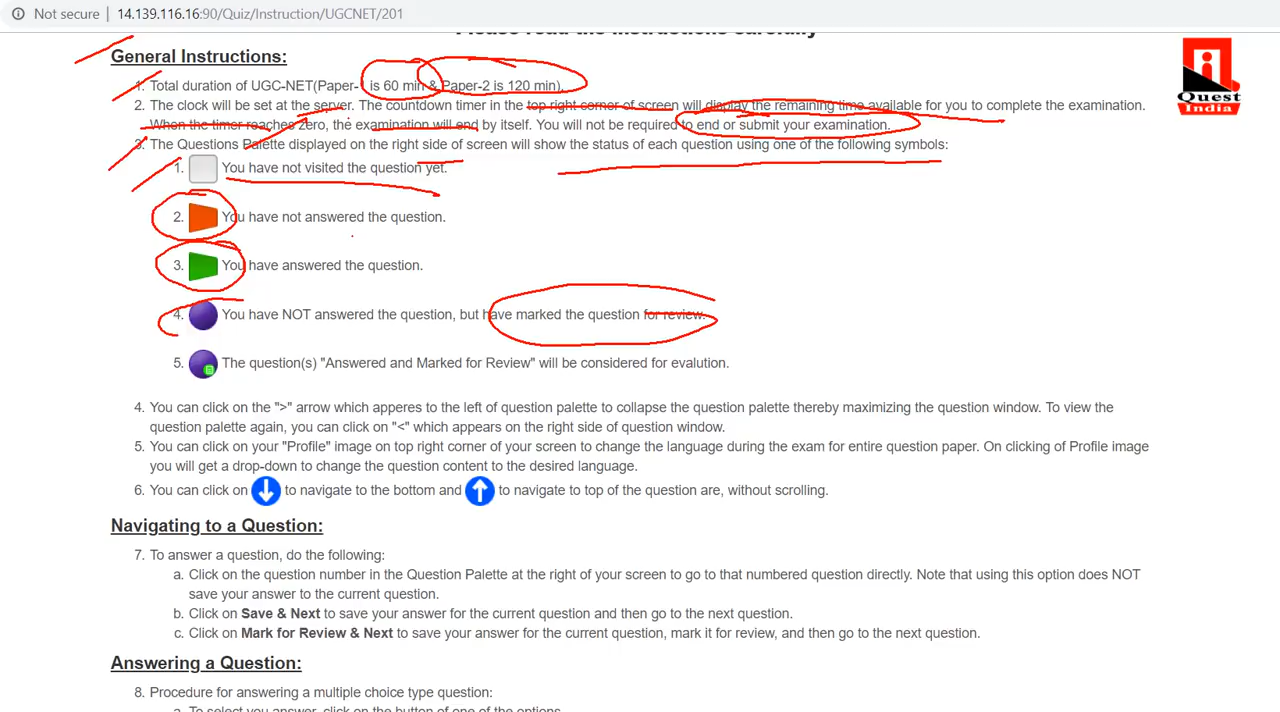 Not secure | 14.139.116.16:90/Quiz/Instruction/UGCNET/201
Please read the instructions carefully
General Instructions:
1. Total duration of UGC-NET(Paper- is 60 min & Paper-2 is 120 min).
2. The clock will be set at the server. The countdown timer in the top right corner of screen will display the remaining time available for you to complete the examination.
When the timer reaches zero, the examination will end by itself. You will not be required to end or submit your examination.
3. The Questions Palette displayed on the right side of screen will show the status of each question using one of the following symbols:
1. You have not visited the question yet.
2. You have not answered the question.
3. You have answered the question.
4. You have NOT answered the question, but have marked the question for review.
5. The question(s) "Answered and Marked for Review" will be considered for evalution.
4. You can click on the ">" arrow which apperes to the left of question palette to collapse the question palette thereby maximizing the question window. To view the
question palette again, you can click on "<" which appears on the right side of question window.
5. You can click on your "Profile" image on top right corner of your screen to change the language during the exam for entire question paper. On clicking of Profile image
you will get a drop-down to change the question content to the desired language.
6. You can click on to navigate to the bottom and to navigate to top of the question are, without scrolling.
Navigating to a Question:
7. To answer a question, do the following:
a. Click on the question number in the Question Palette at the right of your screen to go to that numbered question directly. Note that using this option does NOT
save your answer to the current question.
b. Click on Save & Next to save your answer for the current question and then go to the next question.
c. Click on Mark for Review & Next to save your answer for the current question, mark it for review, and then go to the next question.
Answering a Question:
8. Procedure for answering a multiple choice type question:
a. To select you answer, click on the button of one of the options.
Quest
India